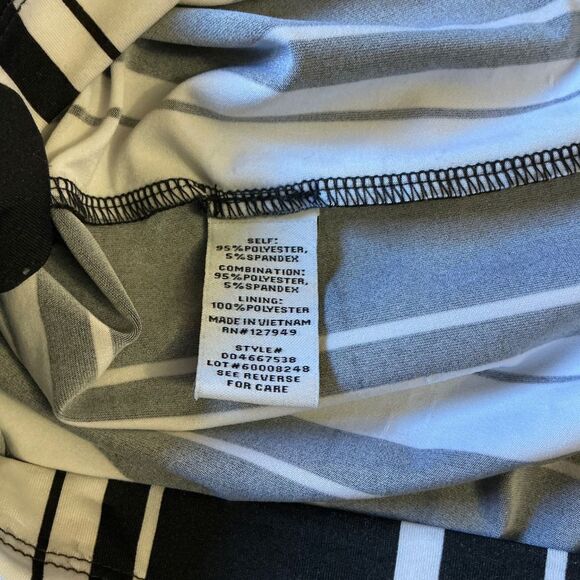 SELF:
95%POLYESTER,
5%SPANDEX
COMBINATION:
95%POLYESTER,
5%SPANDEX
LINING:
100%POLYESTER
MADE IN VIETNAM
RN#127949
STYLE#
DD4667538
LOT#60008248
SEE REVERSE
FOR CARE